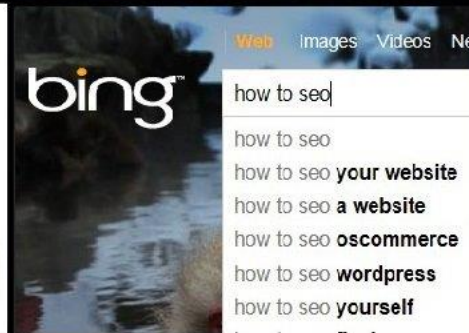 Web Images Videos
bing™
how to seo
how to seo
how to seo your website
how to seo a website
how to seo oscommerce
how to seo wordpress
how to seo yourself